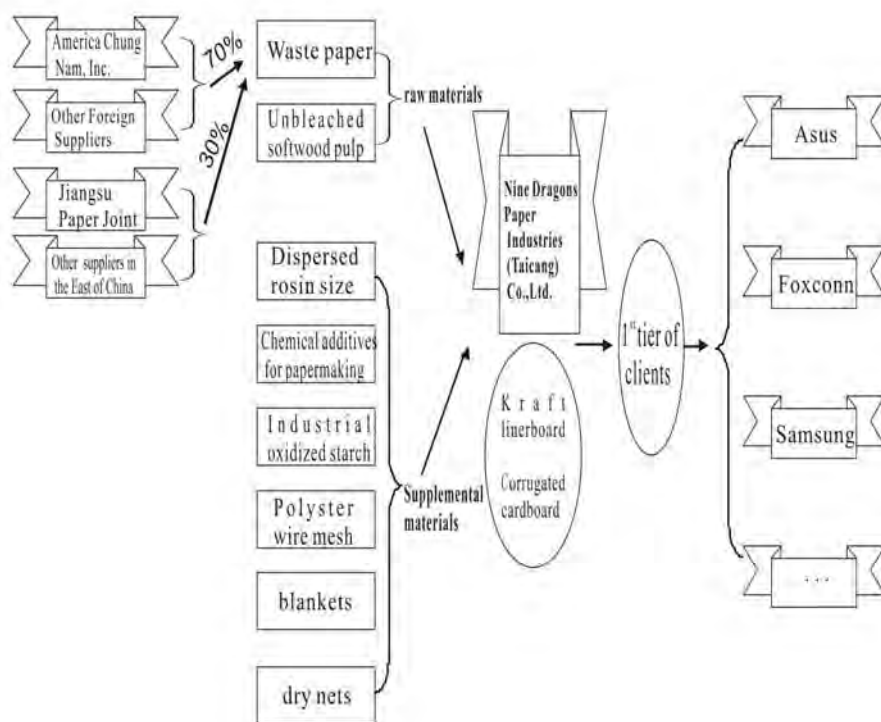 America Chung
Nam, Inc.
Other Foreign
Suppliers
Jiangsu
Paper Joint
Other suppliers in
the East of China
70%
30%
Waste paper
Unbleached
softwood pulp
raw materials
Dispersed
rosin size
Chemical additives
for papermaking
Industrial
oxidized starch
Polyster
wire mesh
blankets
dry nets
Supplemental
materials
Nine Dragons
Paper
Industries
(Taicang)
Co.,Ltd.
Kraft
linerboard
Corrugated
cardboard
1st tier of
clients
Asus
Foxconn
Samsung
...